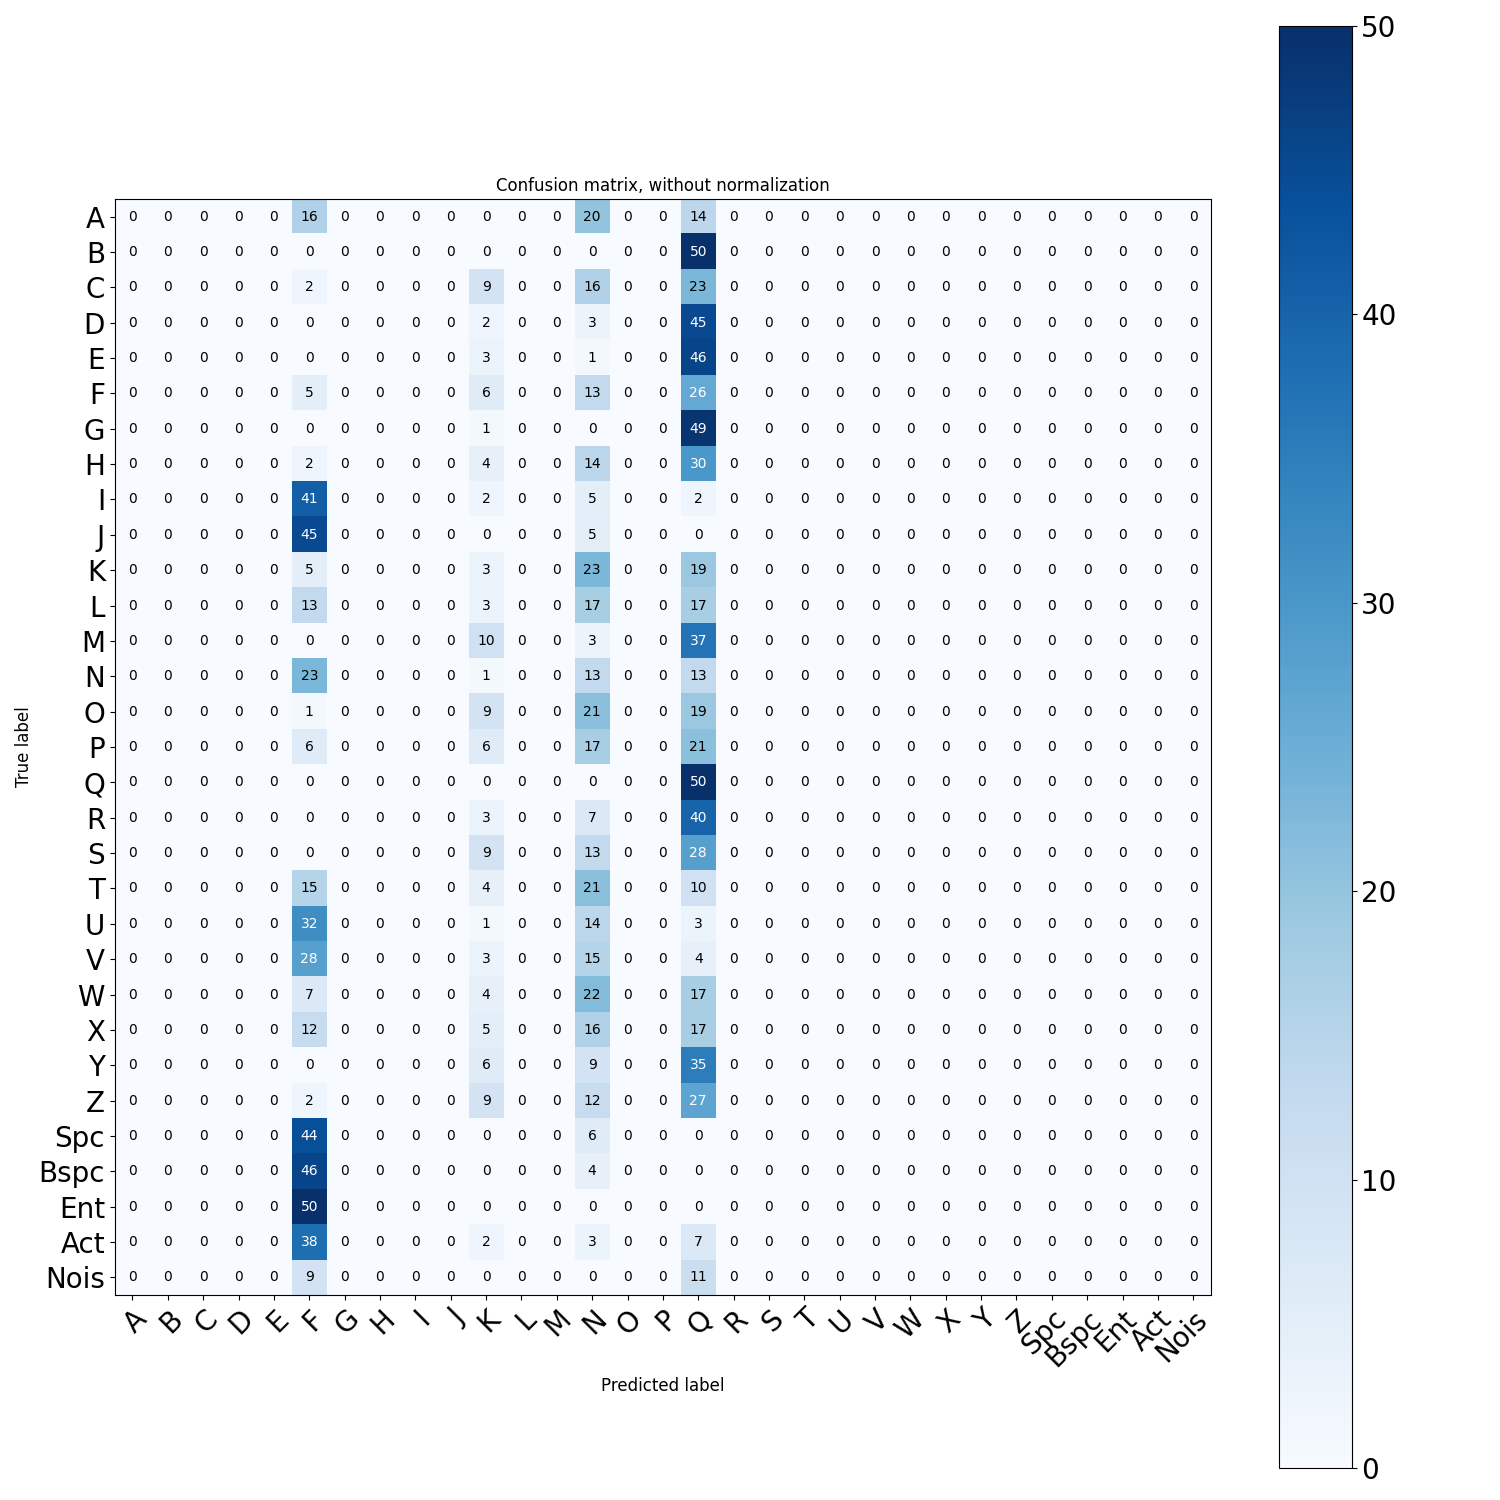 Confusion matrix, without normalization
A 0 0 0 0 0 16 0 0 0 0 0 0 0 20 0 0 14 0 0 0 0 0 0 0 0 0 0 0 0 0 0
B 0 0 0 0 0 0 0 0 0 0 0 0 0 0 0 0 50 0 0 0 0 0 0 0 0 0 0 0 0 0 0
C 0 0 0 0 0 2 0 0 0 0 9 0 0 16 0 0 23 0 0 0 0 0 0 0 0 0 0 0 0 0 0
D 0 0 0 0 0 0 0 0 0 0 2 0 0 3 0 0 45 0 0 0 0 0 0 0 0 0 0 0 0 0 0
E 0 0 0 0 0 0 0 0 0 0 3 0 0 1 0 0 46 0 0 0 0 0 0 0 0 0 0 0 0 0 0
F 0 0 0 0 0 5 0 0 0 0 6 0 0 13 0 0 26 0 0 0 0 0 0 0 0 0 0 0 0 0 0
G 0 0 0 0 0 0 0 0 0 0 1 0 0 0 0 0 49 0 0 0 0 0 0 0 0 0 0 0 0 0 0
H 0 0 0 0 0 2 0 0 0 0 4 0 0 14 0 0 30 0 0 0 0 0 0 0 0 0 0 0 0 0 0
I 0 0 0 0 0 41 0 0 0 0 2 0 0 5 0 0 2 0 0 0 0 0 0 0 0 0 0 0 0 0 0
J 0 0 0 0 0 45 0 0 0 0 0 0 0 5 0 0 0 0 0 0 0 0 0 0 0 0 0 0 0 0 0
K 0 0 0 0 0 5 0 0 0 0 3 0 0 23 0 0 19 0 0 0 0 0 0 0 0 0 0 0 0 0 0
L 0 0 0 0 0 13 0 0 0 0 3 0 0 17 0 0 17 0 0 0 0 0 0 0 0 0 0 0 0 0 0
M 0 0 0 0 0 0 0 0 0 0 10 0 0 3 0 0 37 0 0 0 0 0 0 0 0 0 0 0 0 0 0
N 0 0 0 0 0 23 0 0 0 0 1 0 0 13 0 0 13 0 0 0 0 0 0 0 0 0 0 0 0 0 0
O 0 0 0 0 0 1 0 0 0 0 9 0 0 21 0 0 19 0 0 0 0 0 0 0 0 0 0 0 0 0 0
P 0 0 0 0 0 6 0 0 0 0 6 0 0 17 0 0 21 0 0 0 0 0 0 0 0 0 0 0 0 0 0
Q 0 0 0 0 0 0 0 0 0 0 0 0 0 0 0 0 50 0 0 0 0 0 0 0 0 0 0 0 0 0 0
R 0 0 0 0 0 0 0 0 0 0 3 0 0 7 0 0 40 0 0 0 0 0 0 0 0 0 0 0 0 0 0
S 0 0 0 0 0 0 0 0 0 0 9 0 0 13 0 0 28 0 0 0 0 0 0 0 0 0 0 0 0 0 0
T 0 0 0 0 0 15 0 0 0 0 4 0 0 21 0 0 10 0 0 0 0 0 0 0 0 0 0 0 0 0 0
U 0 0 0 0 0 32 0 0 0 0 1 0 0 14 0 0 3 0 0 0 0 0 0 0 0 0 0 0 0 0 0
V 0 0 0 0 0 28 0 0 0 0 3 0 0 15 0 0 4 0 0 0 0 0 0 0 0 0 0 0 0 0 0
W 0 0 0 0 0 7 0 0 0 0 4 0 0 22 0 0 17 0 0 0 0 0 0 0 0 0 0 0 0 0 0
X 0 0 0 0 0 12 0 0 0 0 5 0 0 16 0 0 17 0 0 0 0 0 0 0 0 0 0 0 0 0 0
Y 0 0 0 0 0 0 0 0 0 0 6 0 0 9 0 0 35 0 0 0 0 0 0 0 0 0 0 0 0 0 0
Z 0 0 0 0 0 2 0 0 0 0 9 0 0 12 0 0 27 0 0 0 0 0 0 0 0 0 0 0 0 0 0
Spc 0 0 0 0 0 44 0 0 0 0 0 0 0 6 0 0 0 0 0 0 0 0 0 0 0 0 0 0 0 0 0
Bspc 0 0 0 0 0 46 0 0 0 0 0 0 0 4 0 0 0 0 0 0 0 0 0 0 0 0 0 0 0 0 0
Ent 0 0 0 0 0 50 0 0 0 0 0 0 0 0 0 0 0 0 0 0 0 0 0 0 0 0 0 0 0 0 0
Act 0 0 0 0 0 38 0 0 0 0 2 0 0 3 0 0 7 0 0 0 0 0 0 0 0 0 0 0 0 0 0
Nois 0 0 0 0 0 9 0 0 0 0 0 0 0 0 0 0 11 0 0 0 0 0 0 0 0 0 0 0 0 0 0
A B C D E F G H I J K L M N O P Q R S T U V W X Y Z Spc Bspc Ent Act Nois
Predicted label
True label
50
40
30
20
10
0